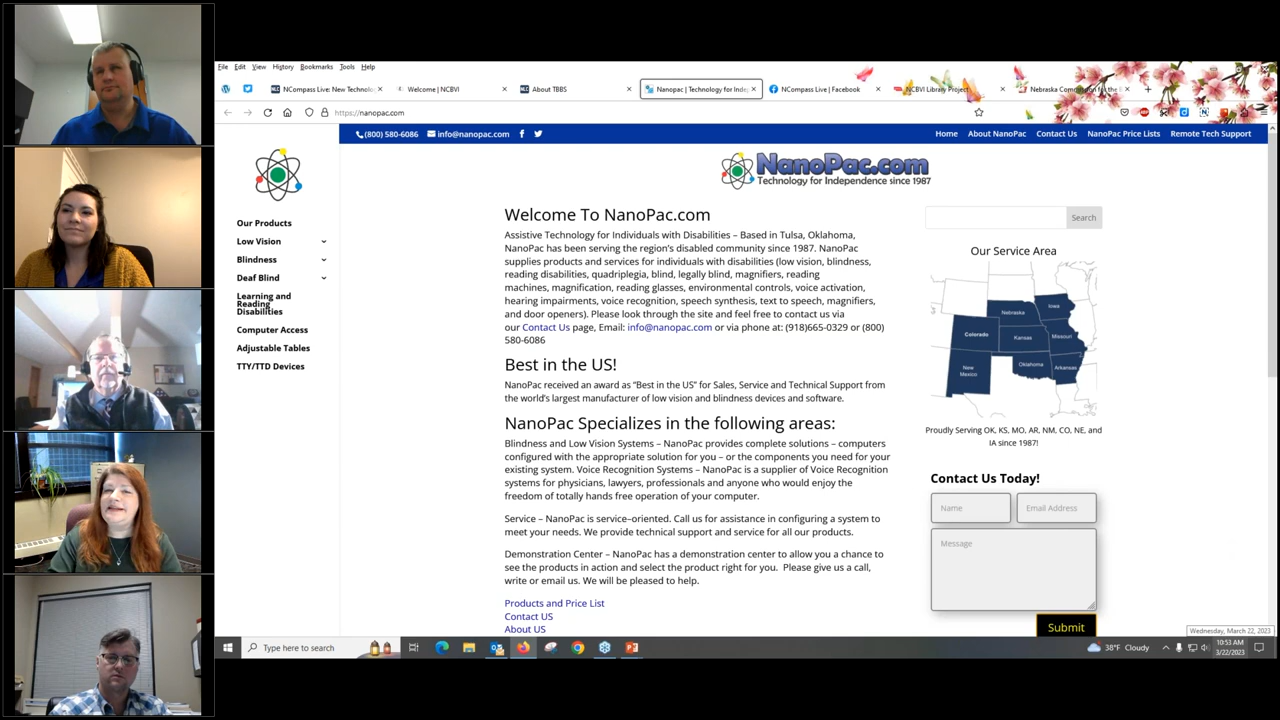 File Edit View History Bookmarks Tools Help
NCompass Live: New Technolo
Welcome | NCBVI
About TBBS
Nanopac | Technology for Inde
NCompass Live | Facebook
NCBVI Library Project
Nebraska Commission for the B
https://nanopac.com
(800) 580-6086 info@nanopac.com
Home About NanoPac Contact Us NanoPac Price Lists Remote Tech Support
NanoPac.com
Technology for Independence since 1987
Our Products
Low Vision
Blindness
Deaf Blind
Learning and
Reading
Disabilities
Computer Access
Adjustable Tables
TTY/TTD Devices
Welcome To NanoPac.com
Assistive Technology for Individuals with Disabilities – Based in Tulsa, Oklahoma,
NanoPac has been serving the region's disabled community since 1987. NanoPac
supplies products and services for individuals with disabilities (low vision, blindness,
reading disabilities, quadriplegia, blind, legally blind, magnifiers, reading
machines, magnification, reading glasses, environmental controls, voice activation,
hearing impairments, voice recognition, speech synthesis, text to speech, magnifiers,
and door openers). Please look through the site and feel free to contact us via
our Contact Us page, Email: info@nanopac.com or via phone at: (918)665-0329 or (800)
580-6086
Best in the US!
NanoPac received an award as “Best in the US” for Sales, Service and Technical Support from
the world's largest manufacturer of low vision and blindness devices and software.
NanoPac Specializes in the following areas:
Blindness and Low Vision Systems – NanoPac provides complete solutions – computers
configured with the appropriate solution for you – or the components you need for your
existing system. Voice Recognition Systems – NanoPac is a supplier of Voice Recognition
systems for physicians, lawyers, professionals and anyone who would enjoy the
freedom of totally hands free operation of your computer.
Service – NanoPac is service–oriented. Call us for assistance in configuring a system to
meet your needs. We provide technical support and service for all our products.
Demonstration Center – NanoPac has a demonstration center to allow you a chance to
see the products in action and select the product right for you. Please give us a call,
write or email us. We will be pleased to help.
Products and Price List
Contact US
About US
Search
Our Service Area
Iowa
Nebraska
Colorado
Kansas
Missouri
New
Mexico
Oklahoma
Arkansas
Proudly Serving OK, KS, MO, AR, NM, CO, NE, and
IA since 1987!
Contact Us Today!
Name
Email Address
Message
Submit
Wednesday, March 22, 2023
Type here to search
38°F Cloudy
10:53 AM
3/22/2023